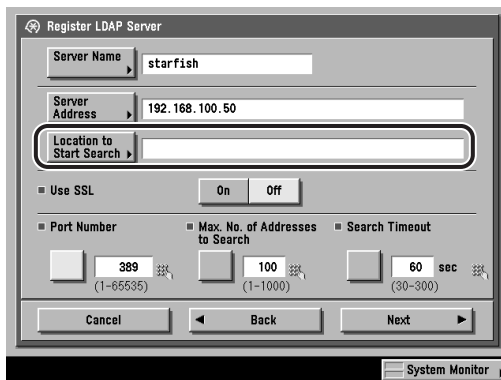 Register LDAP Server
Server Name
starfish
Server
Address
192.168.100.50
Location to
Start Search
Use SSL
On Off
Port Number
Max. No. of Addresses
to Search
Search Timeout
389
(1-65535)
100
(1-1000)
60 sec
(30-300)
Cancel
Back
Next
System Monitor